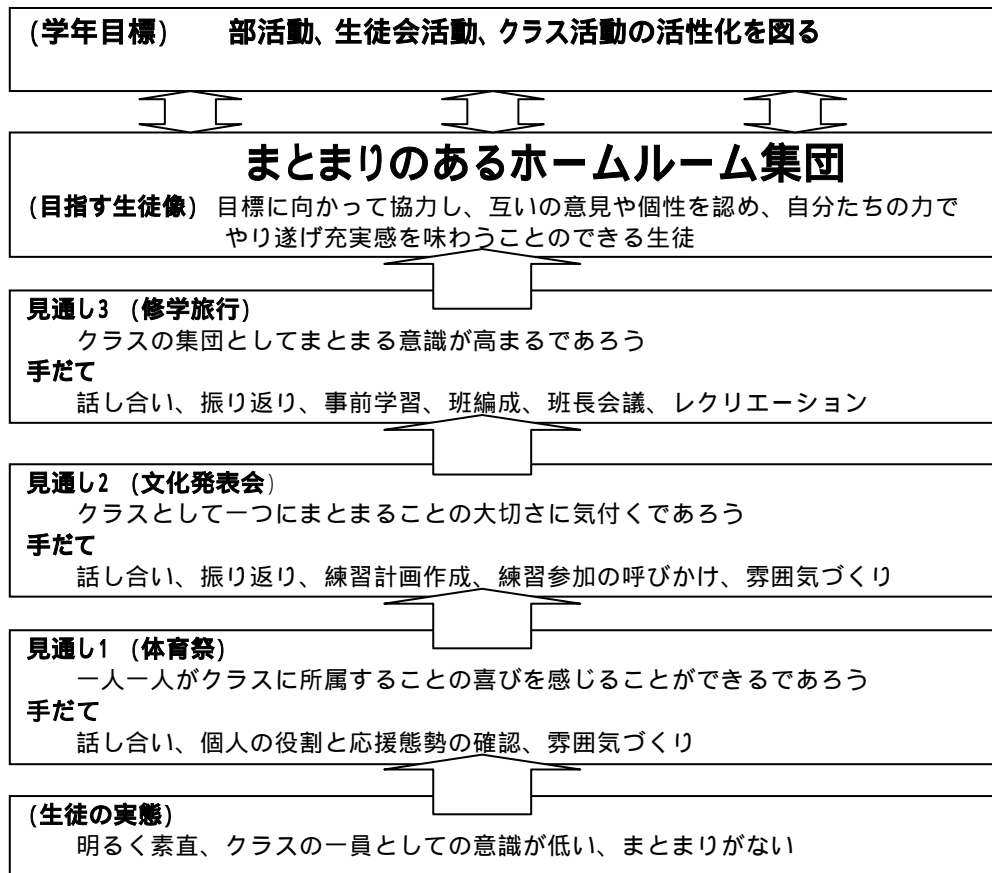 (学年目標)　部活動、生徒会活動、クラス活動の活性化を図る
まとまりのあるホームルーム集団
(目指す生徒像) 目標に向かって協力し、互いの意見や個性を認め、自分たちの力で
やり遂げ充実感を味わうことのできる生徒
見通し3 (修学旅行)
クラスの集団としてまとまる意識が高まるであろう
手だて
話し合い、振り返り、事前学習、班編成、班長会議、レクリエーション
見通し2 (文化発表会)
クラスとして一つにまとまることの大切さに気付くであろう
手だて
話し合い、振り返り、練習計画作成、練習参加の呼びかけ、雰囲気づくり
見通し1 (体育祭)
一人一人がクラスに所属することの喜びを感じることができるであろう
手だて
話し合い、個人の役割と応援態勢の確認、雰囲気づくり
(生徒の実態)
明るく素直、クラスの一員としての意識が低い、まとまりがない